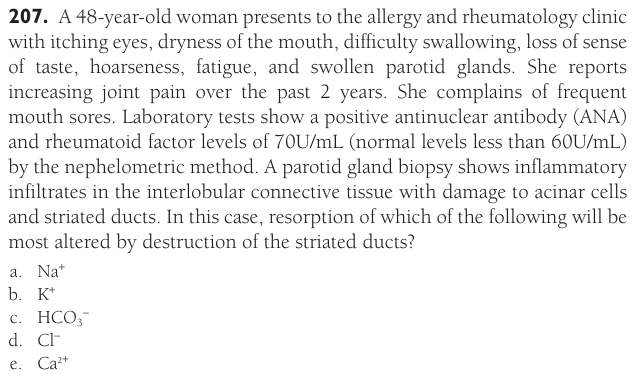 207. A 48-year-old woman presents to the allergy and rheumatology clinic
with itching eyes, dryness of the mouth, difficulty swallowing, loss of sense
of taste, hoarseness, fatigue, and swollen parotid glands. She reports
increasing joint pain over the past 2 years. She complains of frequent
mouth sores. Laboratory tests show a positive antinuclear antibody (ANA)
and rheumatoid factor levels of 70U/mL (normal levels less than 60U/mL)
by the nephelometric method. A parotid gland biopsy shows inflammatory
infiltrates in the interlobular connective tissue with damage to acinar cells
and striated ducts. In this case, resorption of which of the following will be
most altered by destruction of the striated ducts?
a. Na⁺
b. K⁺
c. HCO₃⁻
d. Cl⁻
e. Ca²⁺